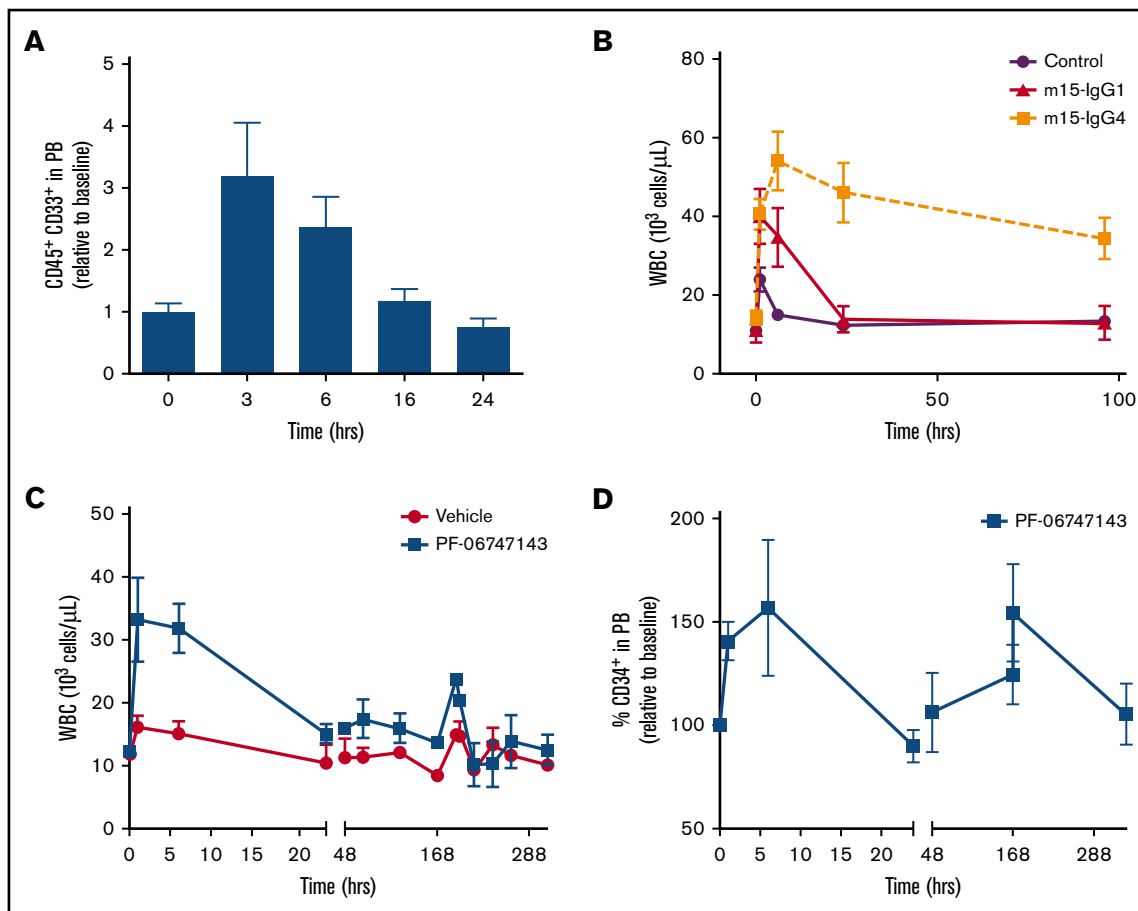 A
CD45⁺ CD33⁺ in PB
(relative to baseline)
5
4
3
2
1
0
0 3 6 16 24
Time (hrs)
B
WBC (10³ cells/µL)
80
60
40
20
0
0 50 100
Time (hrs)
Control
m15-IgG1
m15-IgG4
C
WBC (10³ cells/µL)
50
40
30
20
10
0
0 5 10 15 20 48 168 288
Time (hrs)
Vehicle
PF-06747143
D
% CD34⁺ in PB
(relative to baseline)
200
150
100
50
0 5 10 15 20 48 168 288
Time (hrs)
PF-06747143